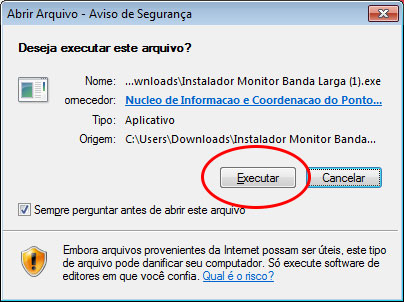 Abrir Arquivo - Aviso de Segurança
Deseja executar este arquivo?
Nome: ...wnloads\Instalador Monitor Banda Larga (1).exe
ornecedor: Nucleo de Informacao e Coordenacao do Ponto...
Tipo: Aplicativo
Origem: C:\Users\Downloads\Instalador Monitor Banda...
Executar Cancelar
Sempre perguntar antes de abrir este arquivo
Embora arquivos provenientes da Internet possam ser úteis, este tipo
de arquivo pode danificar seu computador. Só execute software de
editores em que você confia. Qual é o risco?